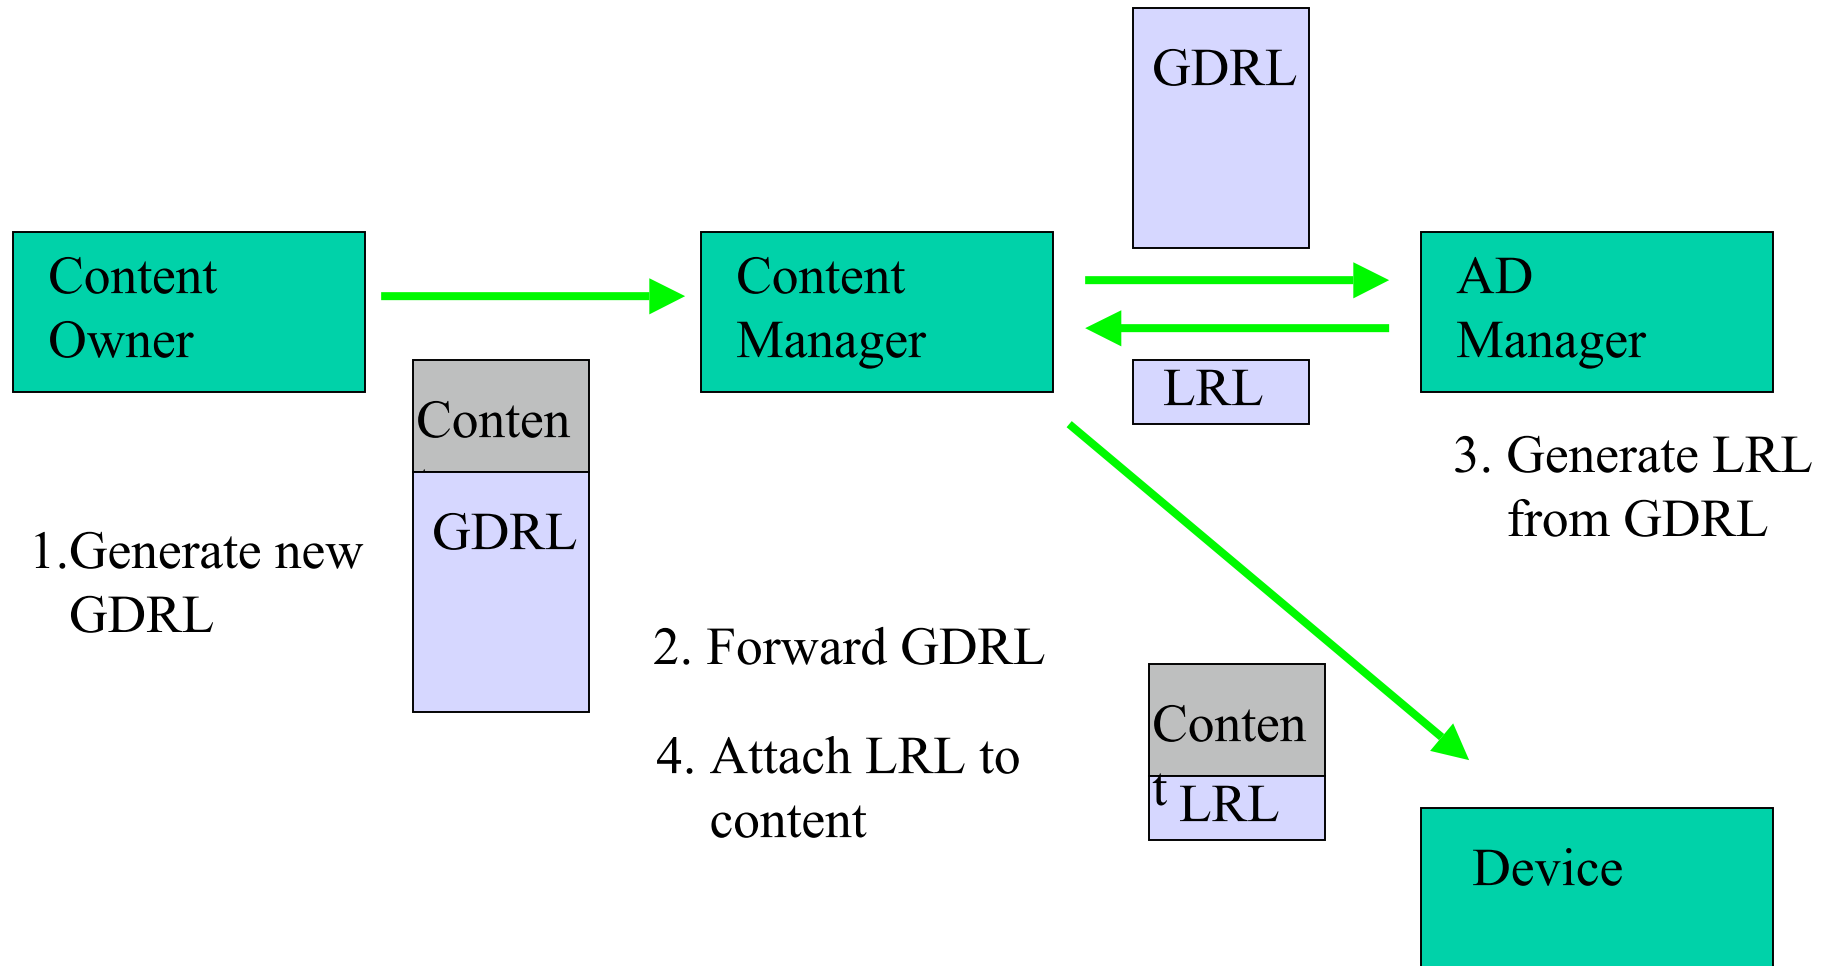 GDRL
Content
Owner
Content
Manager
AD
Manager
LRL
Conten
GDRL
1.Generate new
GDRL
3. Generate LRL
from GDRL
2. Forward GDRL
4. Attach LRL to
content
Conten
t
LRL
Device